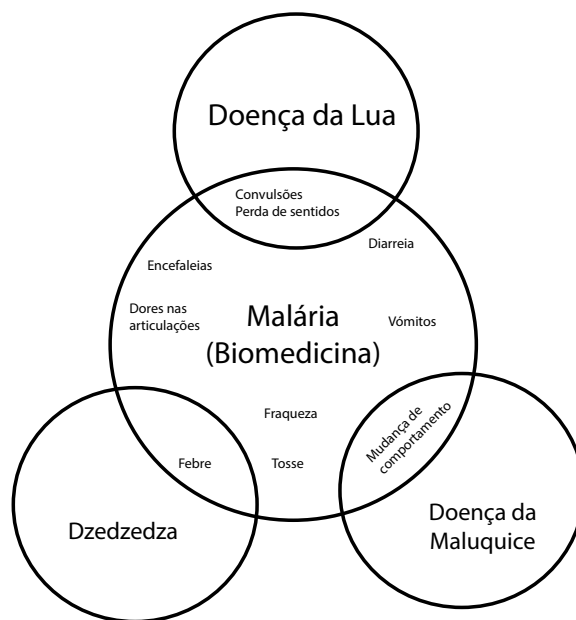 Doença da Lua
Convulsões
Perda de sentidos
Diarreia
Encefaleias
Dores nas
articulações
Malária
(Biomedicina)
Vómitos
Fraqueza
Mudança de
comportamento
Febre
Tosse
Dzedzedza
Doença da
Maluquice